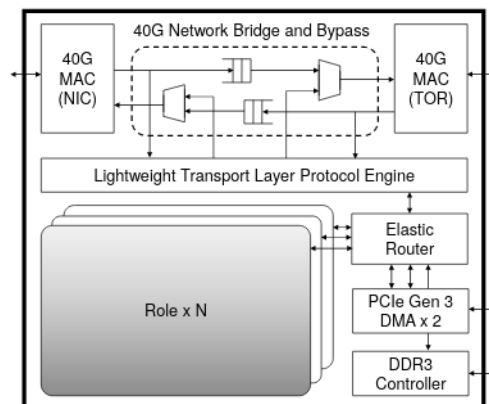 40G Network Bridge and Bypass
40G
MAC
(NIC)
40G
MAC
(TOR)
Lightweight Transport Layer Protocol Engine
Elastic
Router
Role x N
PCIe Gen 3
DMA x 2
DDR3
Controller